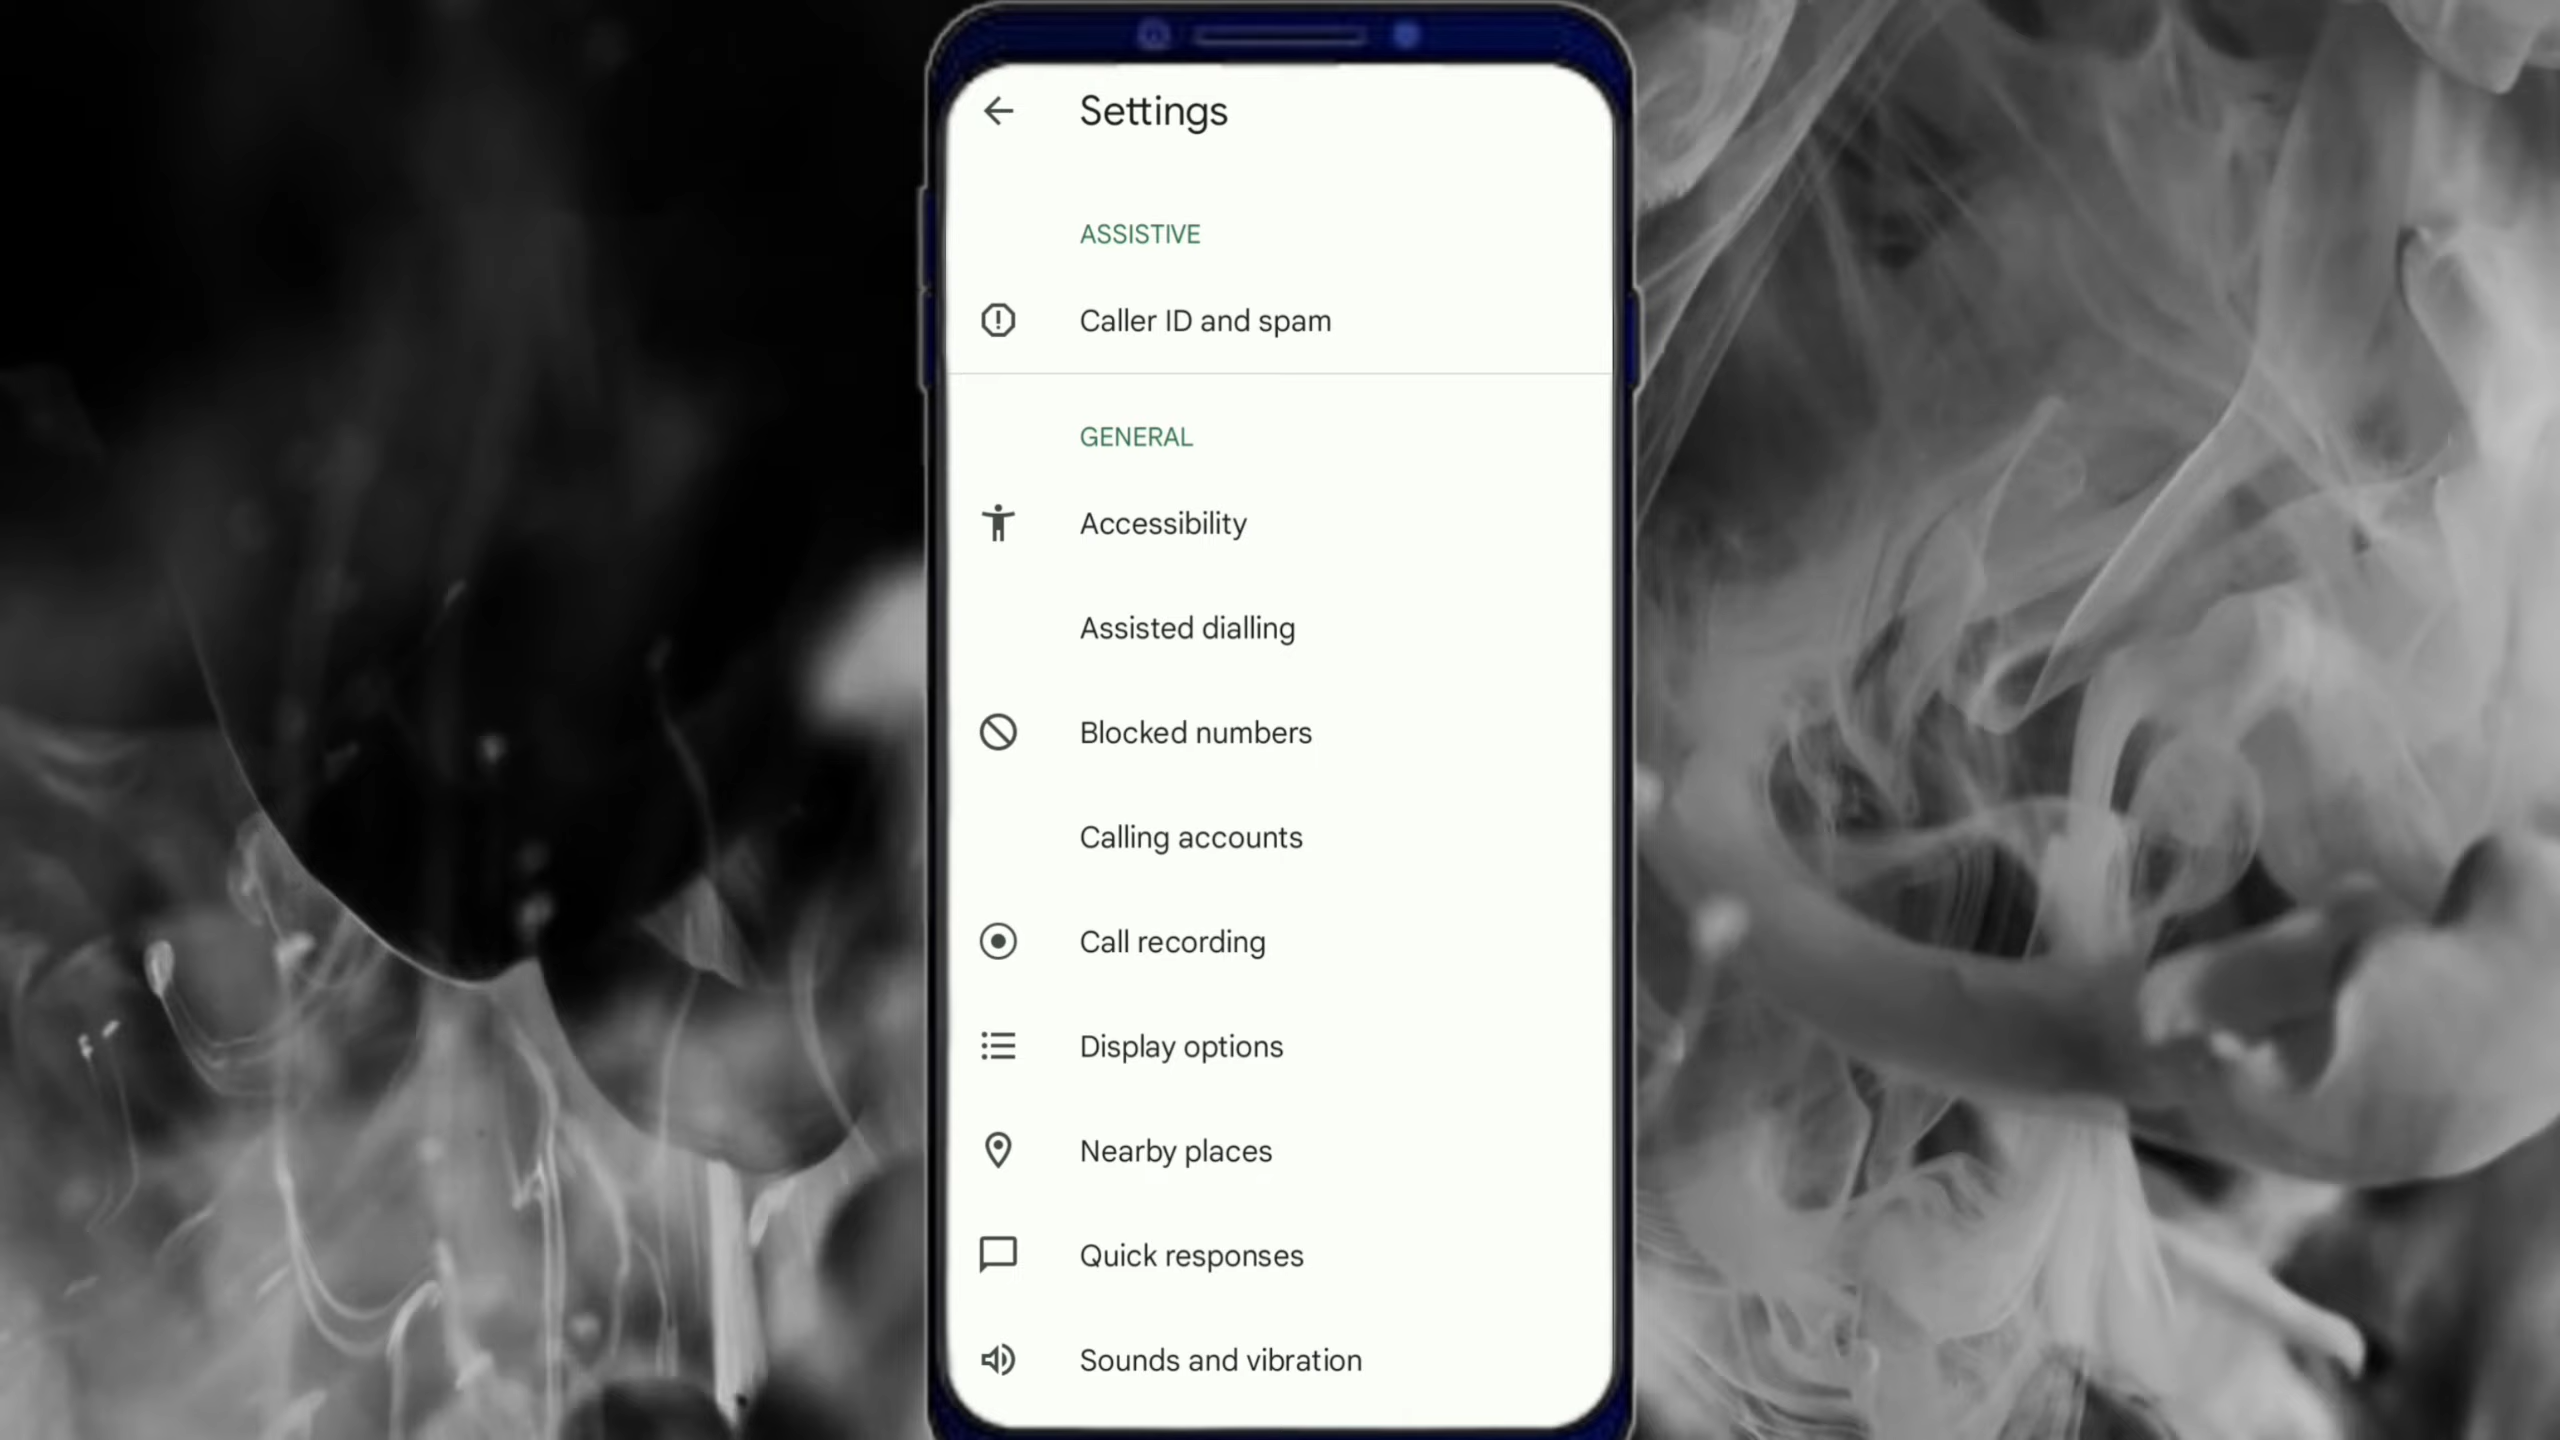 Settings
ASSISTIVE
Caller ID and spam
GENERAL
Accessibility
Assisted dialling
Blocked numbers
Calling accounts
Call recording
Display options
Nearby places
Quick responses
Sounds and vibration